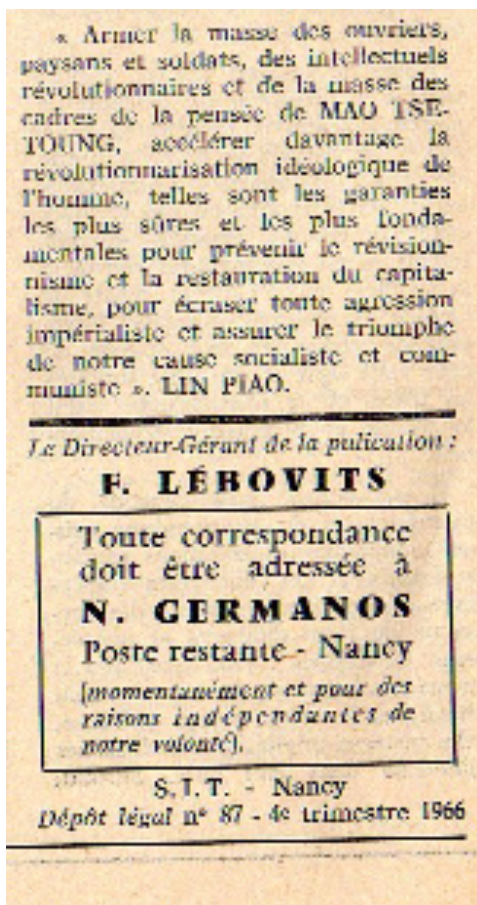 « Armer la masse des ouvriers,
paysans et soldats, des intellectuels
révolutionnaires et de la masse des
cadres de la pensée de MAO TSE-
TOUNG, accélérer davantage la
révolutionnarisation idéologique de
l'homme, telles sont les garanties
les plus sûres et les plus fonda-
mentales pour prévenir le révision-
nisme et la restauration du capita-
lisme, pour écraser toute agression
impérialiste et assurer le triomphe
de notre cause socialiste et com-
muniste ». LIN PIAO.
Le Directeur-Gérant de la pulication :
F. LÉBOVITS
Toute correspondance
doit être adressée à
N. GERMANOS
Poste restante - Nancy
(momentanément et pour des
raisons indépendantes de
notre volonté).
S.I.T. - Nancy
Dépôt légal n° 87 - 4e trimestre 1966